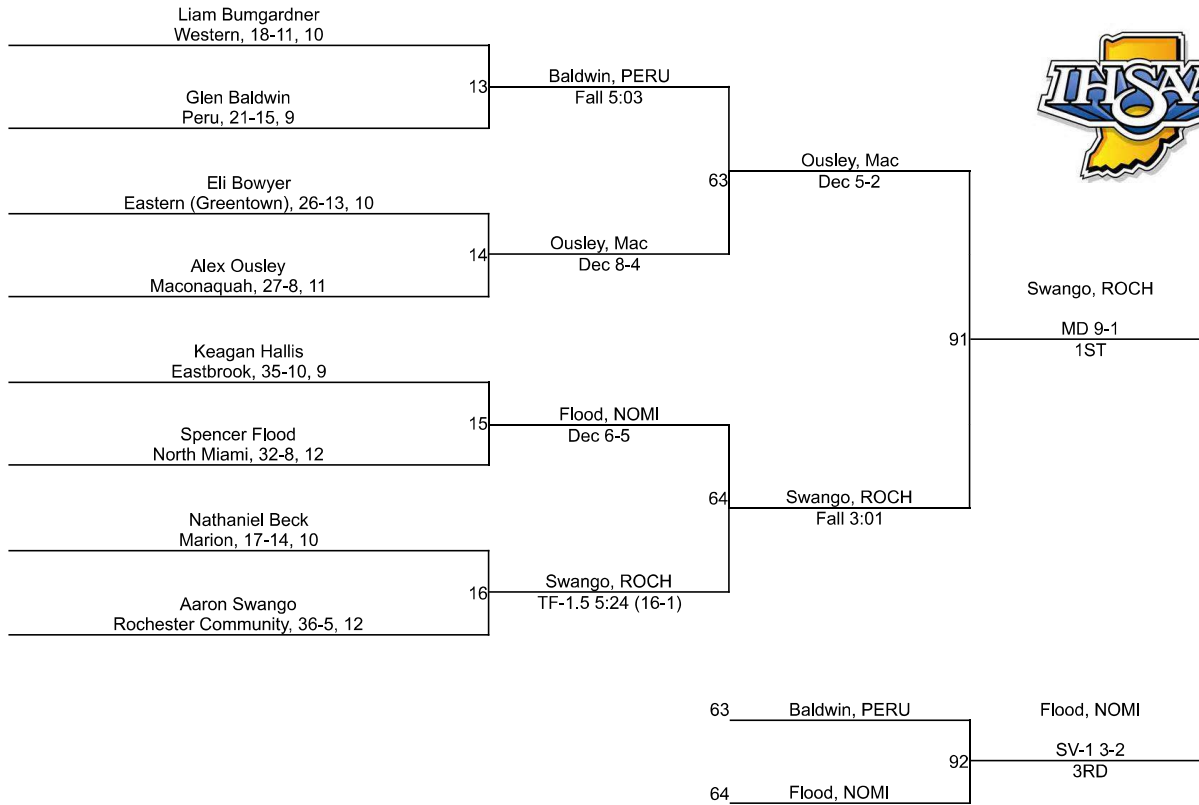 Liam Bumgardner
Western, 18-11, 10
13
Baldwin, PERU
Fall 5:03
Glen Baldwin
Peru, 21-15, 9
63
Ousley, Mac
Dec 5-2
Eli Bowyer
Eastern (Greentown), 26-13, 10
14
Ousley, Mac
Dec 8-4
Alex Ousley
Maconaquah, 27-8, 11
91
Swango, ROCH
MD 9-1
1ST
Keagan Hallis
Eastbrook, 35-10, 9
15
Flood, NOMI
Dec 6-5
Spencer Flood
North Miami, 32-8, 12
64
Swango, ROCH
Fall 3:01
Nathaniel Beck
Marion, 17-14, 10
16
Swango, ROCH
TF-1.5 5:24 (16-1)
Aaron Swango
Rochester Community, 36-5, 12
63
Baldwin, PERU
92
Flood, NOMI
SV-1 3-2
3RD
64
Flood, NOMI
IHSAA